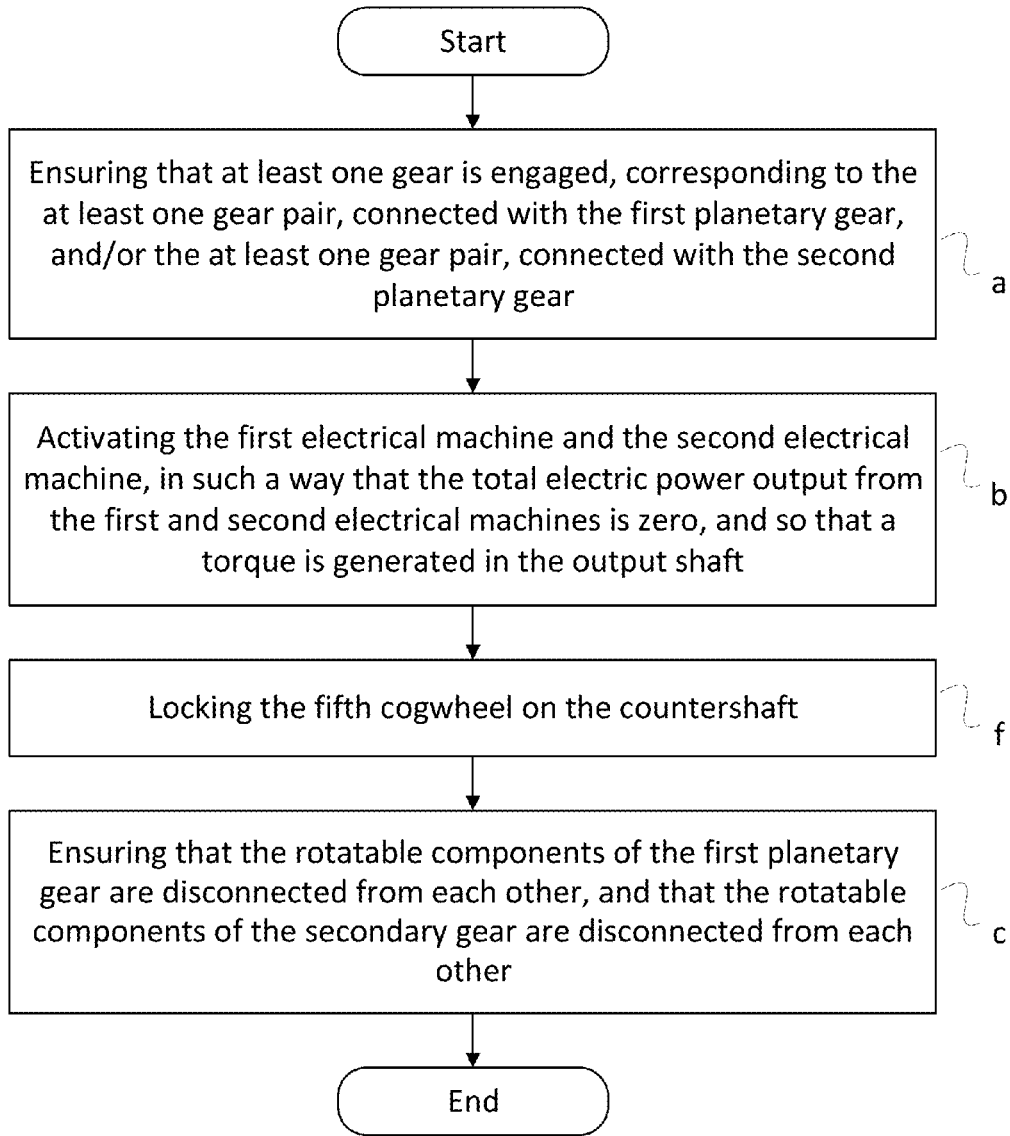 Start
Ensuring that at least one gear is engaged, corresponding to the
at least one gear pair, connected with the first planetary gear,
and/or the at least one gear pair, connected with the second
planetary gear
a
Activating the first electrical machine and the second electrical
machine, in such a way that the total electric power output from
the first and second electrical machines is zero, and so that a
torque is generated in the output shaft
b
Locking the fifth cogwheel on the countershaft
f
Ensuring that the rotatable components of the first planetary
gear are disconnected from each other, and that the rotatable
components of the secondary gear are disconnected from each
other
c
End